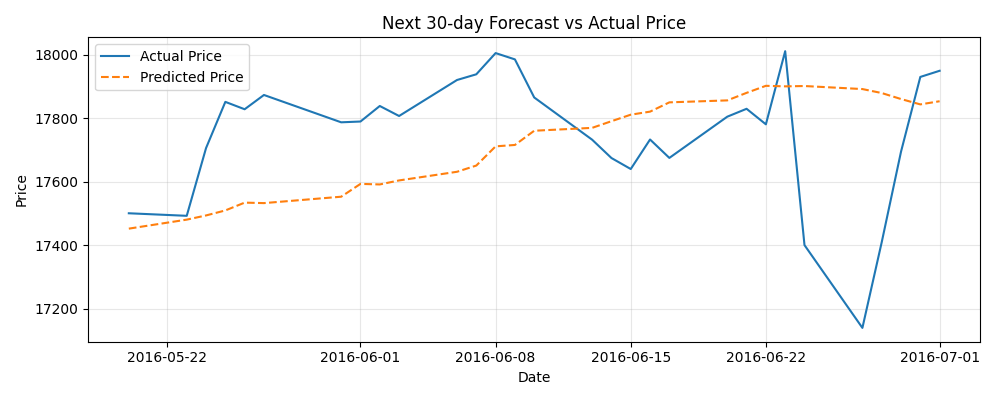 Next 30-day Forecast vs Actual Price
Actual Price
Predicted Price
18000
17800
17600
17400
17200
Price
2016-05-22
2016-06-01
2016-06-08
2016-06-15
2016-06-22
2016-07-01
Date